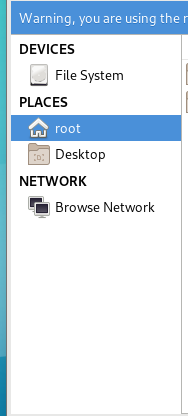 Warning, you are using the
DEVICES
File System
PLACES
root
Desktop
NETWORK
Browse Network